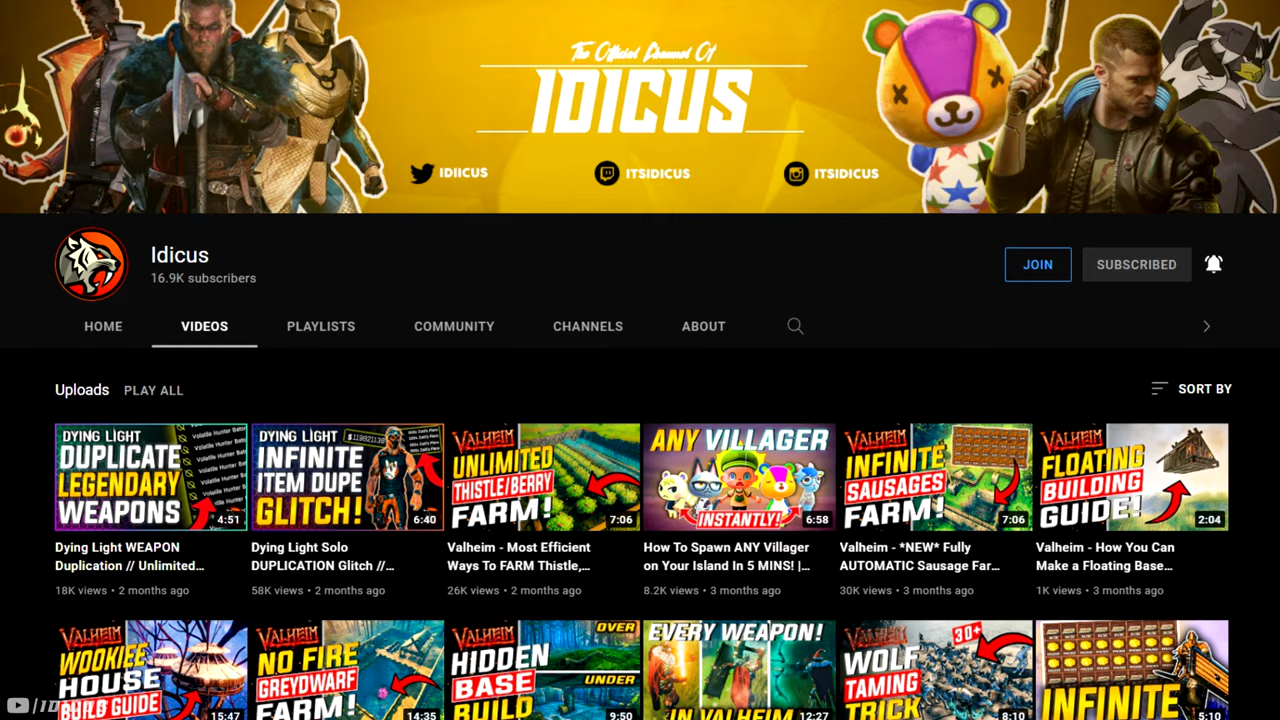 The Official Channel Of
IDICUS
IDIICUS
ITSIDICUS
ITSIDICUS
Idicus
16.9K subscribers
JOIN
SUBSCRIBED
HOME
VIDEOS
PLAYLISTS
COMMUNITY
CHANNELS
ABOUT
Uploads
PLAY ALL
SORT BY
DYING LIGHT
DUPLICATE
LEGENDARY
WEAPONS
4:51
Dying Light WEAPON
Duplication // Unlimited…
18K views • 2 months ago
DYING LIGHT
INFINITE
ITEM DUPE
GLITCH!
6:40
Dying Light Solo
DUPLICATION Glitch //…
58K views • 2 months ago
VALHEIM
UNLIMITED
THISTLE/BERRY
FARM!
7:06
Valheim - Most Efficient
Ways To FARM Thistle,…
26K views • 2 months ago
ANY VILLAGER
INSTANTLY!
6:58
How To Spawn ANY Villager
on Your Island In 5 MINS! |…
8.2K views • 3 months ago
VALHEIM
INFINITE
SAUSAGES
FARM!
7:06
Valheim - *NEW* Fully
AUTOMATIC Sausage Far…
30K views • 3 months ago
VALHEIM
FLOATING
BUILDING
GUIDE!
2:04
Valheim - How You Can
Make a Floating Base…
1K views • 3 months ago
VALHEIM
WOOKIEE
HOUSE
BUILD GUIDE
15:47
VALHEIM
NO FIRE
GREYDWARF
FARM!
14:35
VALHEIM
OVER
HIDDEN
BASE
UNDER
BUILD
9:50
EVERY WEAPON!
IN VALHEIM
12:27
VALHEIM
30+
WOLF
TAMING
TRICK
8:10
INFINITE
5:10